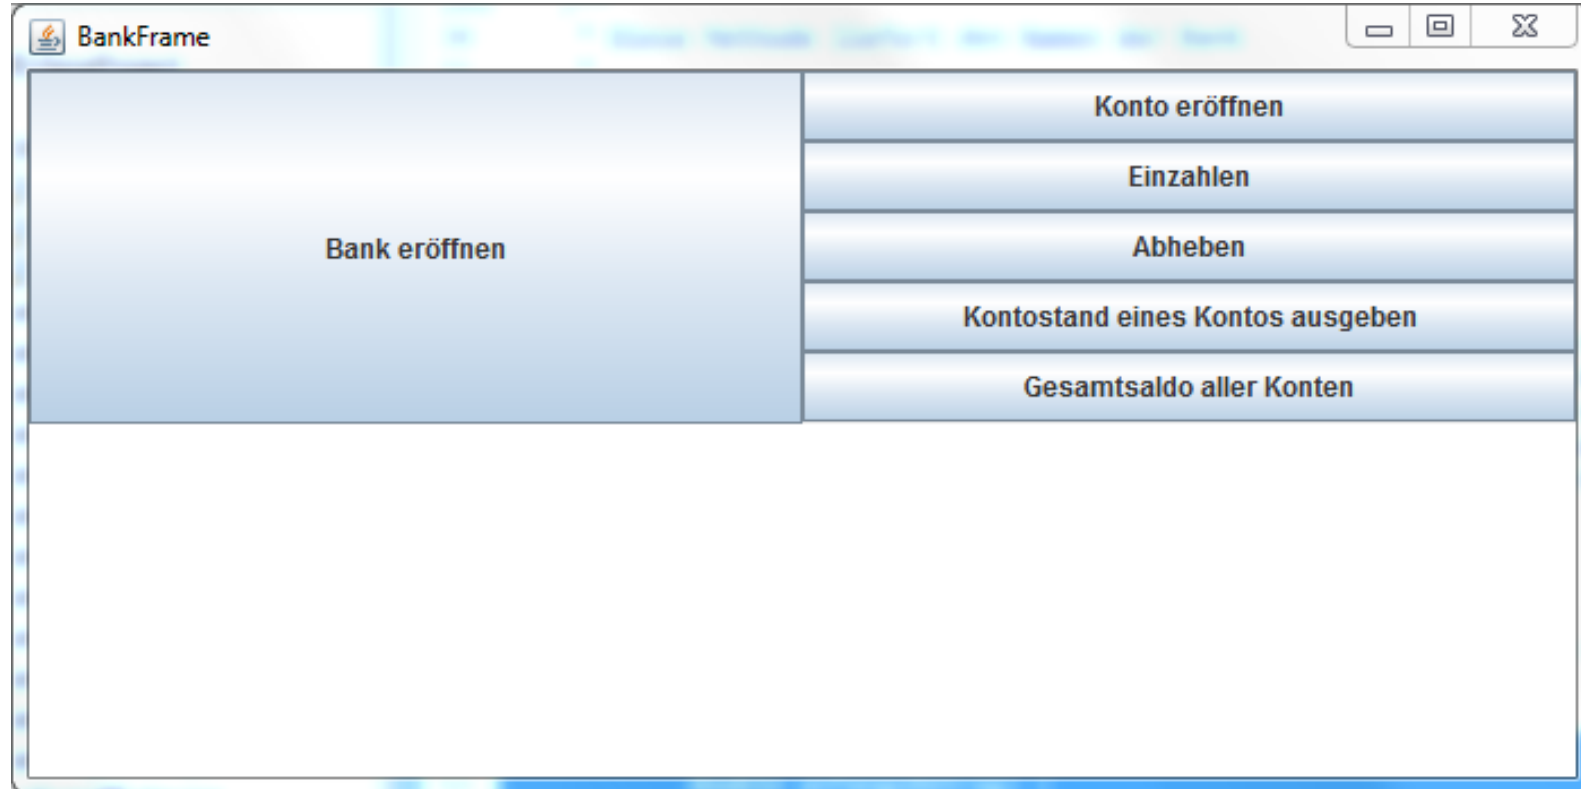 BankFrame
Bank eröffnen
Konto eröffnen
Einzahlen
Abheben
Kontostand eines Kontos ausgeben
Gesamtsaldo aller Konten